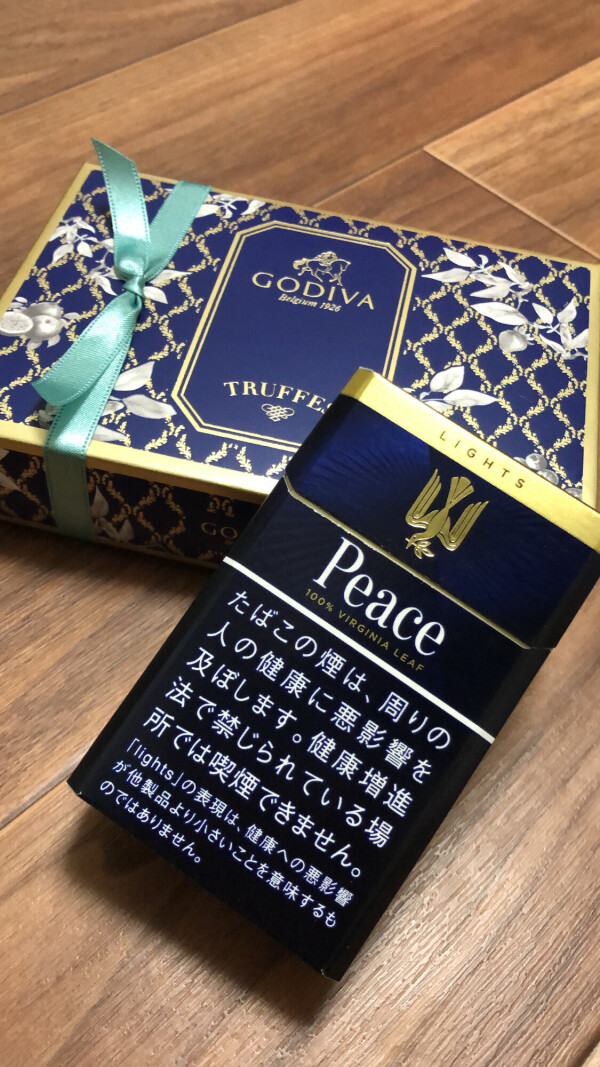 GODIVA
Belgium 1926
TRUFFE
GO
LIGHTS
Peace
100% VIRGINIA LEAF
たばこの煙は、周りの
人の健康に悪影響を
及ぼします。健康増進
法で禁じられている場
所では喫煙できません。
「lights」の表現は、健康への悪影響
が他製品より小さいことを意味するも
のではありません。